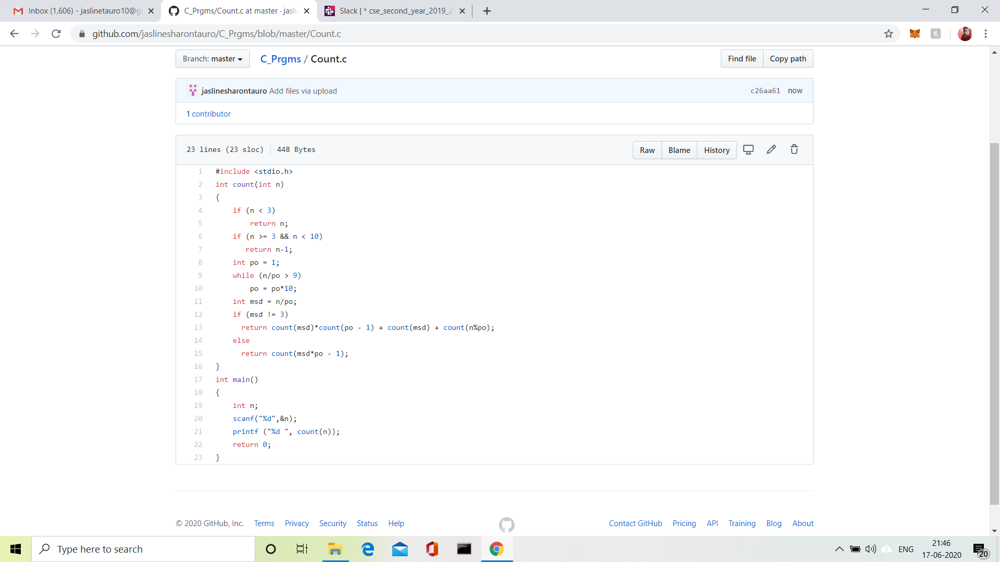 Inbox (1,606) - jaslinetauro10@g
C_Prgms/Count.c at master · jasli
Slack | * cse_second_year_2019_2
github.com/jaslinesharontauro/C_Prgms/blob/master/Count.c
Branch: master
C_Prgms / Count.c
Find file
Copy path
jaslinesharontauro Add files via upload
c26aa61 now
1 contributor
23 lines (23 sloc) 448 Bytes
Raw
Blame
History
1 #include <stdio.h>
2 int count(int n)
3 {
4     if (n < 3)
5         return n;
6     if (n >= 3 && n < 10)
7        return n-1;
8     int po = 1;
9     while (n/po > 9)
10         po = po*10;
11     int msd = n/po;
12     if (msd != 3)
13       return count(msd)*count(po - 1) + count(msd) + count(n%po);
14     else
15       return count(msd*po - 1);
16 }
17 int main()
18 {
19     int n;
20     scanf("%d",&n);
21     printf ("%d ", count(n));
22     return 0;
23 }
© 2020 GitHub, Inc. Terms Privacy Security Status Help
Contact GitHub Pricing API Training Blog About
Type here to search
ENG
21:46
17-06-2020
20